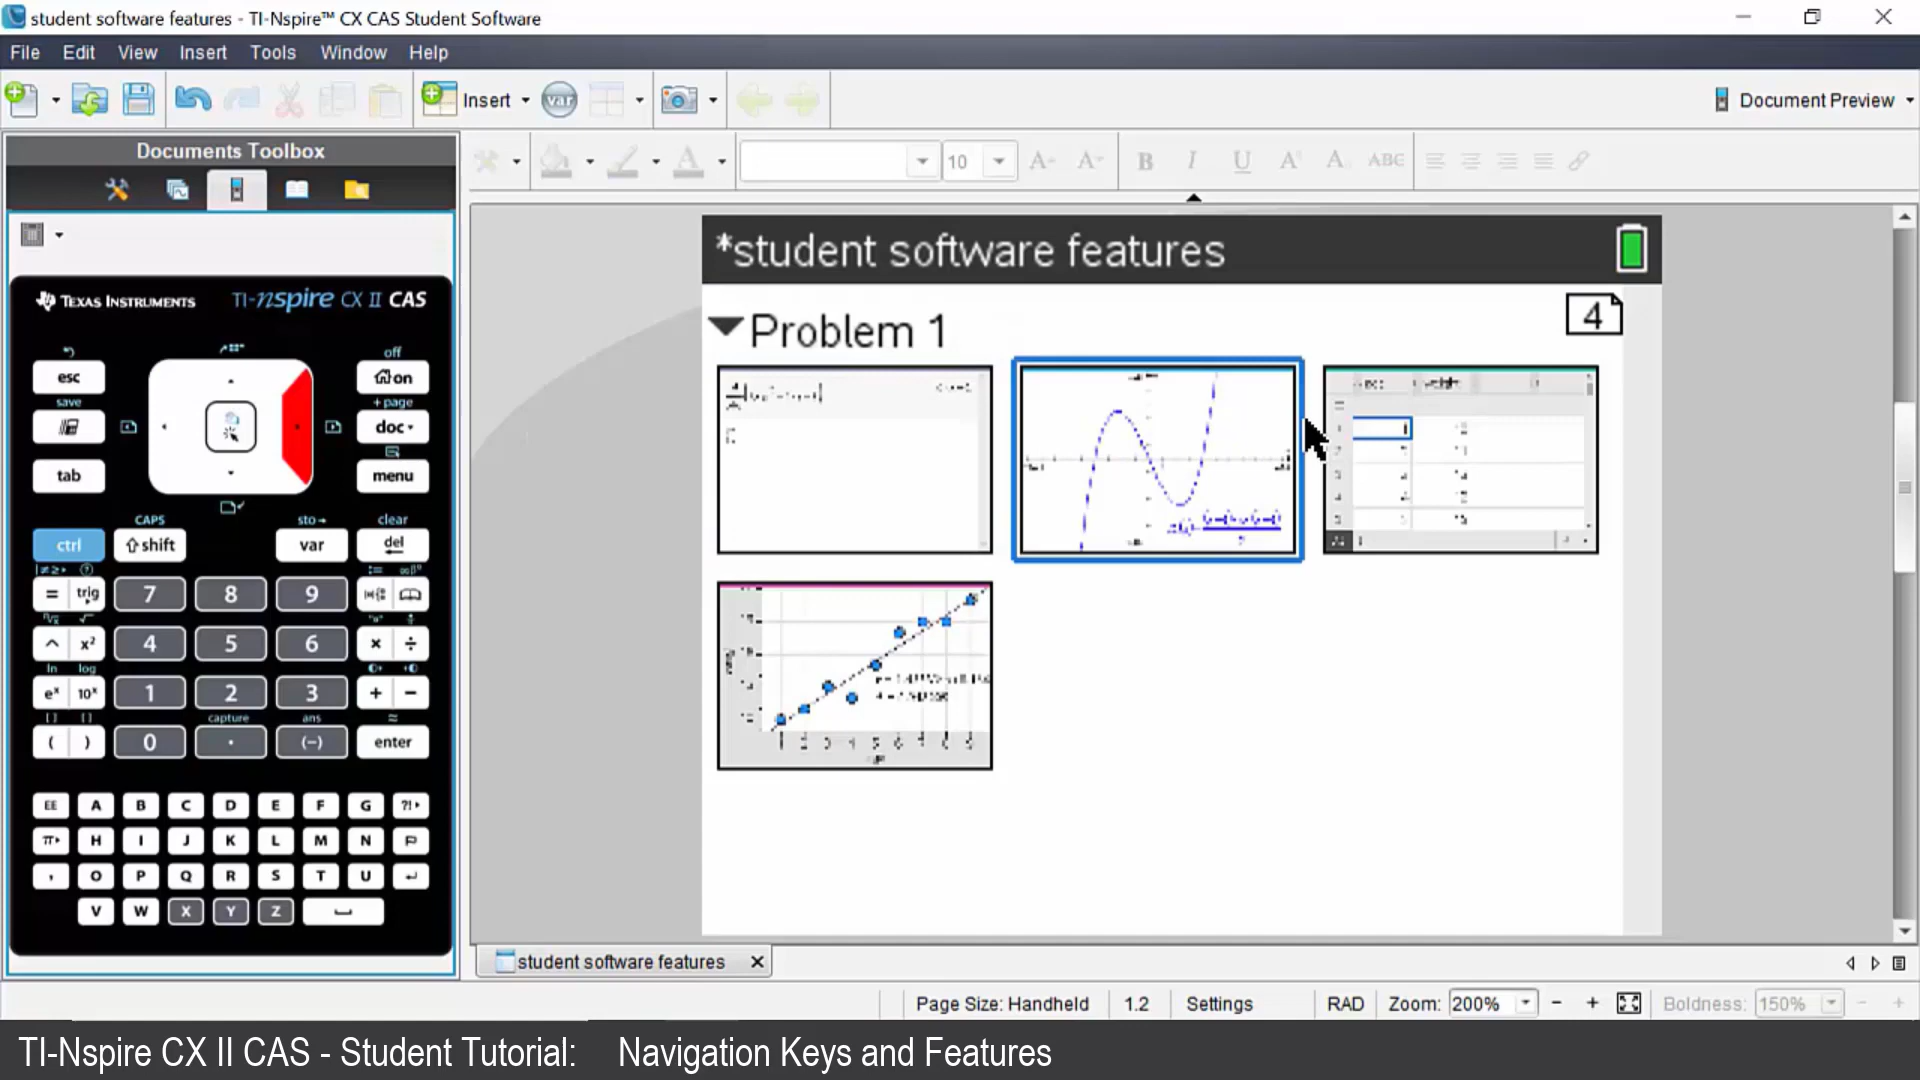 student software features - TI-Nspire™ CX CAS Student Software
File Edit View Insert Tools Window Help
Insert var Document Preview
Documents Toolbox
10 A+ A- B I U ABC
*student software features
4
Problem 1
TEXAS INSTRUMENTS TI-nspire CX II CAS
off
esc on
save + page
doc
tab menu
CAPS sto→ clear
ctrl shift var del
= trig 7 8 9
^ x² 4 5 6 × ÷
ln log
eˣ 10ˣ 1 2 3 + −
[ ] { } capture ans ≈
( ) 0 . (−) enter
EE A B C D E F G ?!▸
π▸ H I J K L M N
, O P Q R S T U
V W X Y Z
weight
student software features
Page Size: Handheld 1.2 Settings RAD Zoom: 200% − + Boldness: 150% − +
TI-Nspire CX II CAS - Student Tutorial: Navigation Keys and Features